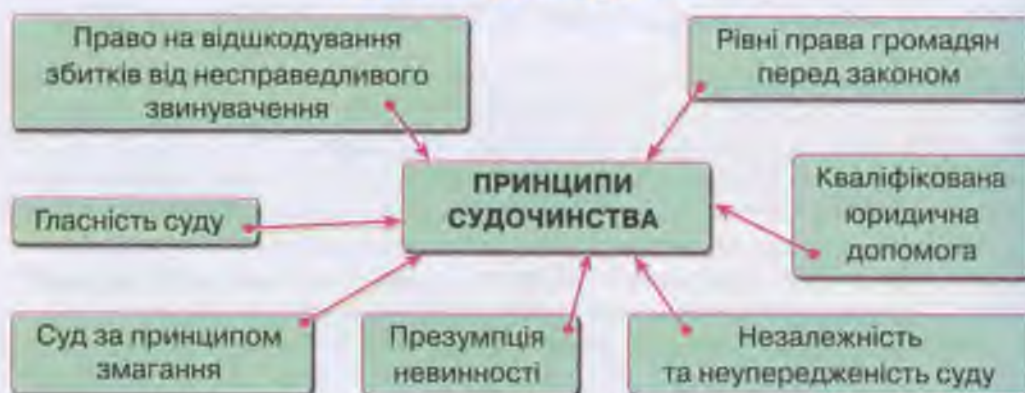 Право на відшкодування
збитків від несправедливого
звинувачення
Рівні права громадян
перед законом
ПРИНЦИПИ
СУДОЧИНСТВА
Кваліфікована
юридична
допомога
Гласність суду
Суд за принципом
змагання
Презумпція
невинності
Незалежність
та неупередженість суду